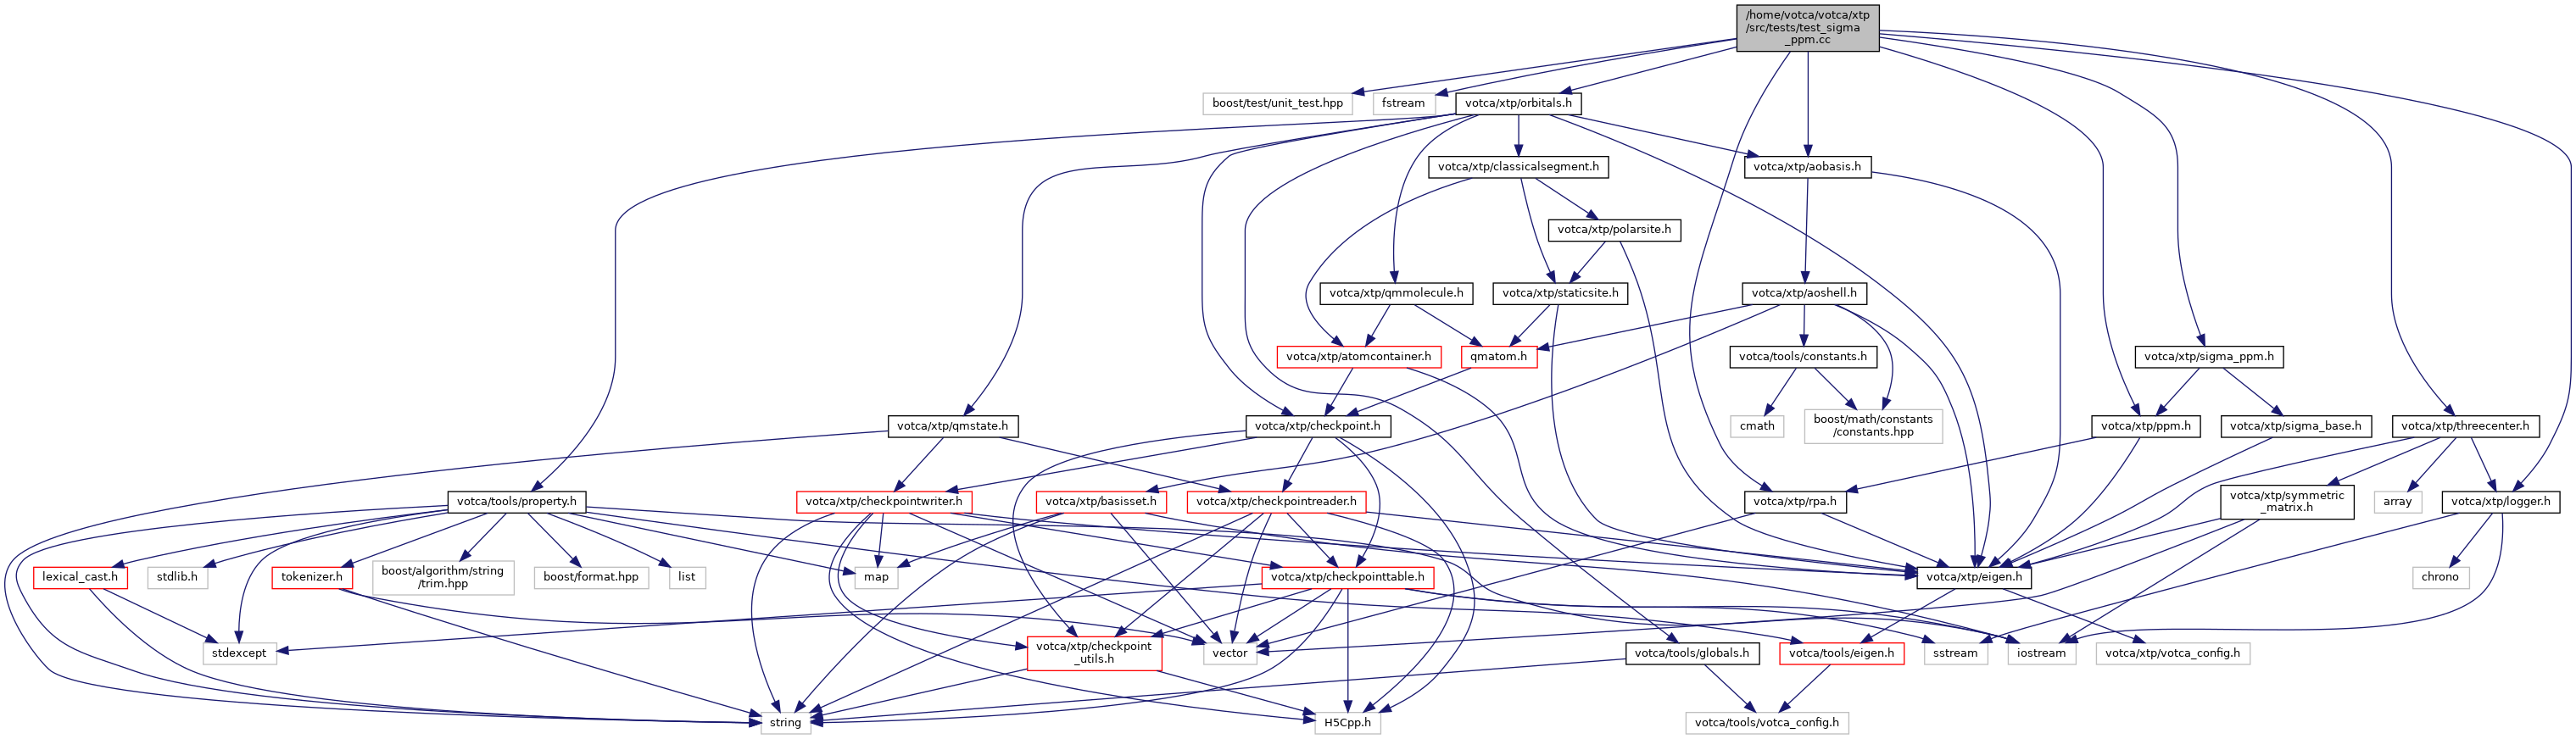 /home/votca/votca/xtp
/src/tests/test_sigma
_ppm.cc
boost/test/unit_test.hpp
fstream
votca/xtp/orbitals.h
votca/xtp/classicalsegment.h
votca/xtp/aobasis.h
votca/xtp/polarsite.h
votca/xtp/qmmolecule.h
votca/xtp/staticsite.h
votca/xtp/aoshell.h
votca/xtp/atomcontainer.h
qmatom.h
votca/tools/constants.h
votca/xtp/sigma_ppm.h
votca/xtp/qmstate.h
votca/xtp/checkpoint.h
cmath
boost/math/constants
/constants.hpp
votca/xtp/ppm.h
votca/xtp/sigma_base.h
votca/xtp/threecenter.h
votca/tools/property.h
votca/xtp/checkpointwriter.h
votca/xtp/basisset.h
votca/xtp/checkpointreader.h
votca/xtp/rpa.h
votca/xtp/symmetric
_matrix.h
array
votca/xtp/logger.h
lexical_cast.h
stdlib.h
tokenizer.h
boost/algorithm/string
/trim.hpp
boost/format.hpp
list
map
votca/xtp/checkpointtable.h
votca/xtp/eigen.h
chrono
stdexcept
votca/xtp/checkpoint
_utils.h
vector
votca/tools/globals.h
votca/tools/eigen.h
sstream
iostream
votca/xtp/votca_config.h
string
H5Cpp.h
votca/tools/votca_config.h